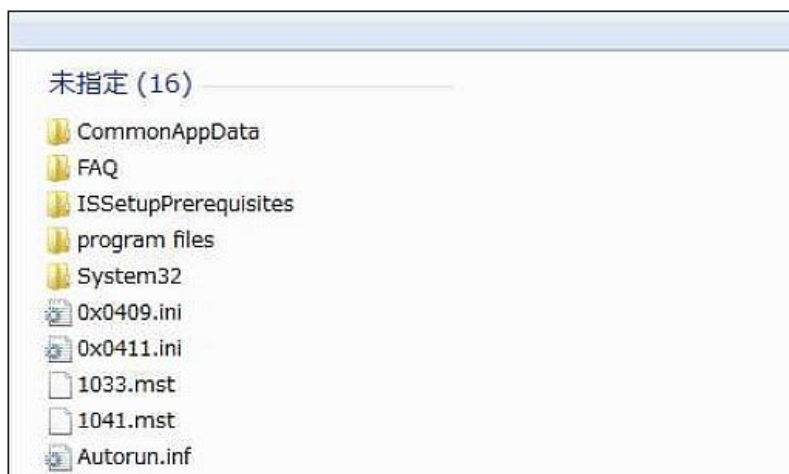 未指定 (16)
CommonAppData
FAQ
ISSetupPrerequisites
program files
System32
0x0409.ini
0x0411.ini
1033.mst
1041.mst
Autorun.inf